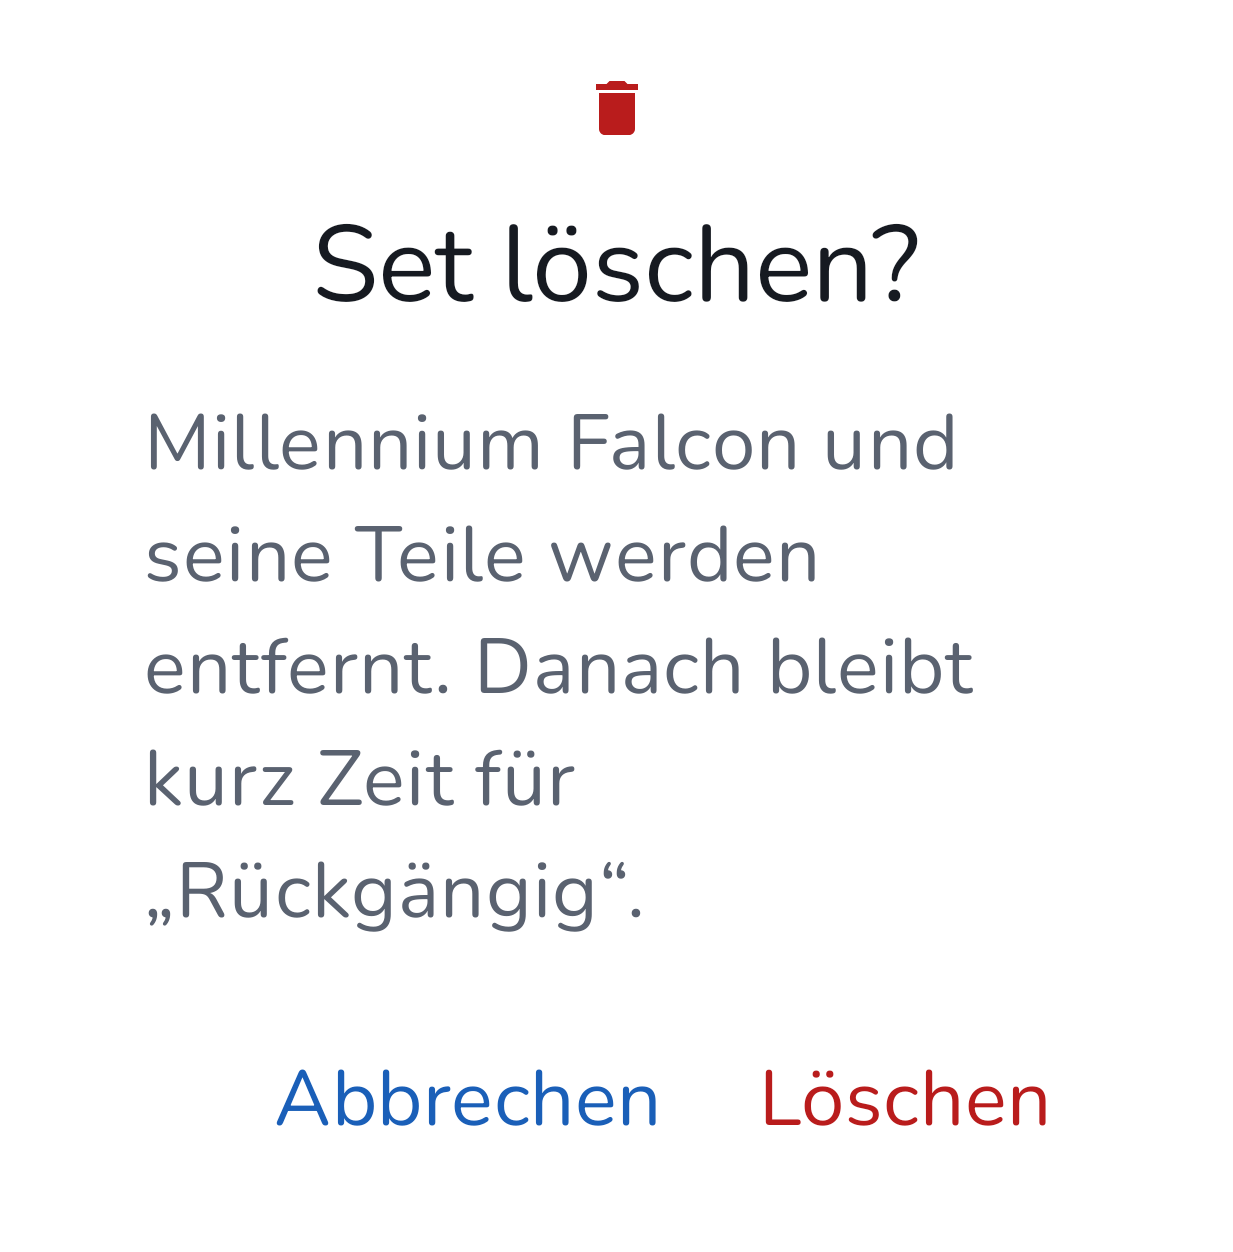 Set löschen?
Millennium Falcon und
seine Teile werden
entfernt. Danach bleibt
kurz Zeit für
„Rückgängig“.
Abbrechen Löschen